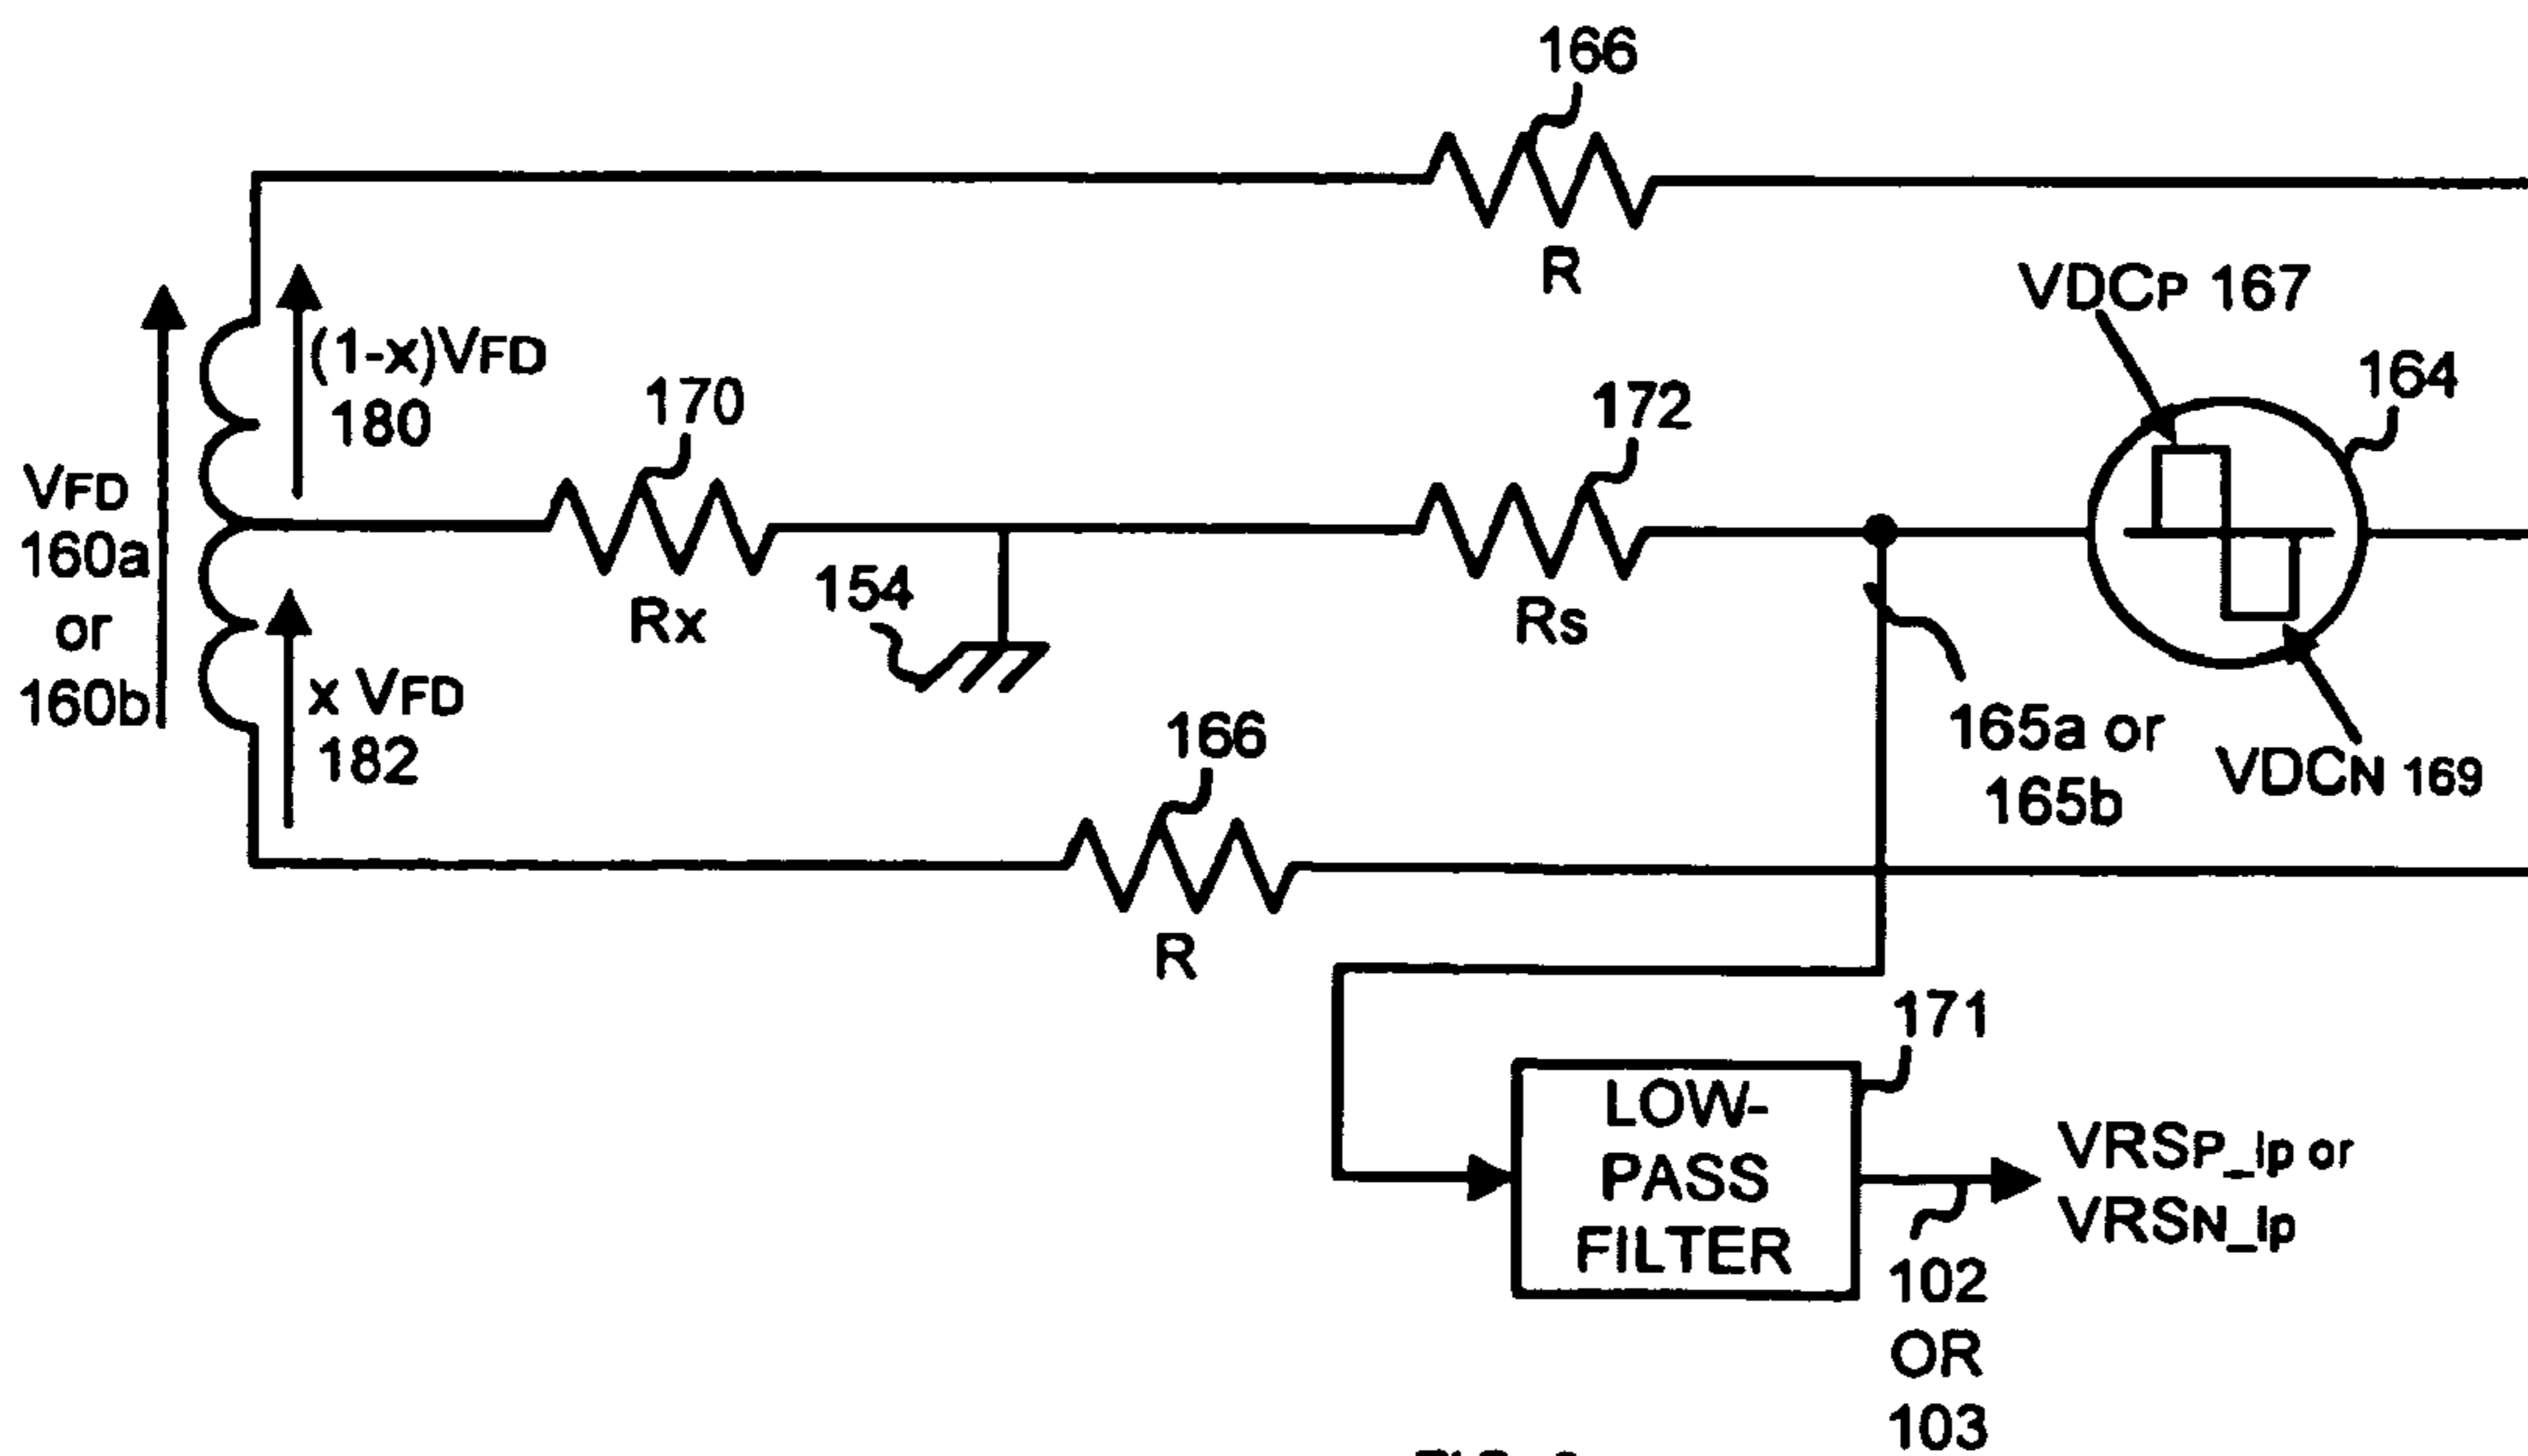 166
R
VDCP 167
164
(1-x)VFD
180
170
172
VFD
160a
or
160b
Rx
154
Rs
x VFD
182
166
R
165a or
165b
VDCN 169
171
LOW-
PASS
FILTER
VRSP_lp or
VRSN_lp
102
OR
103